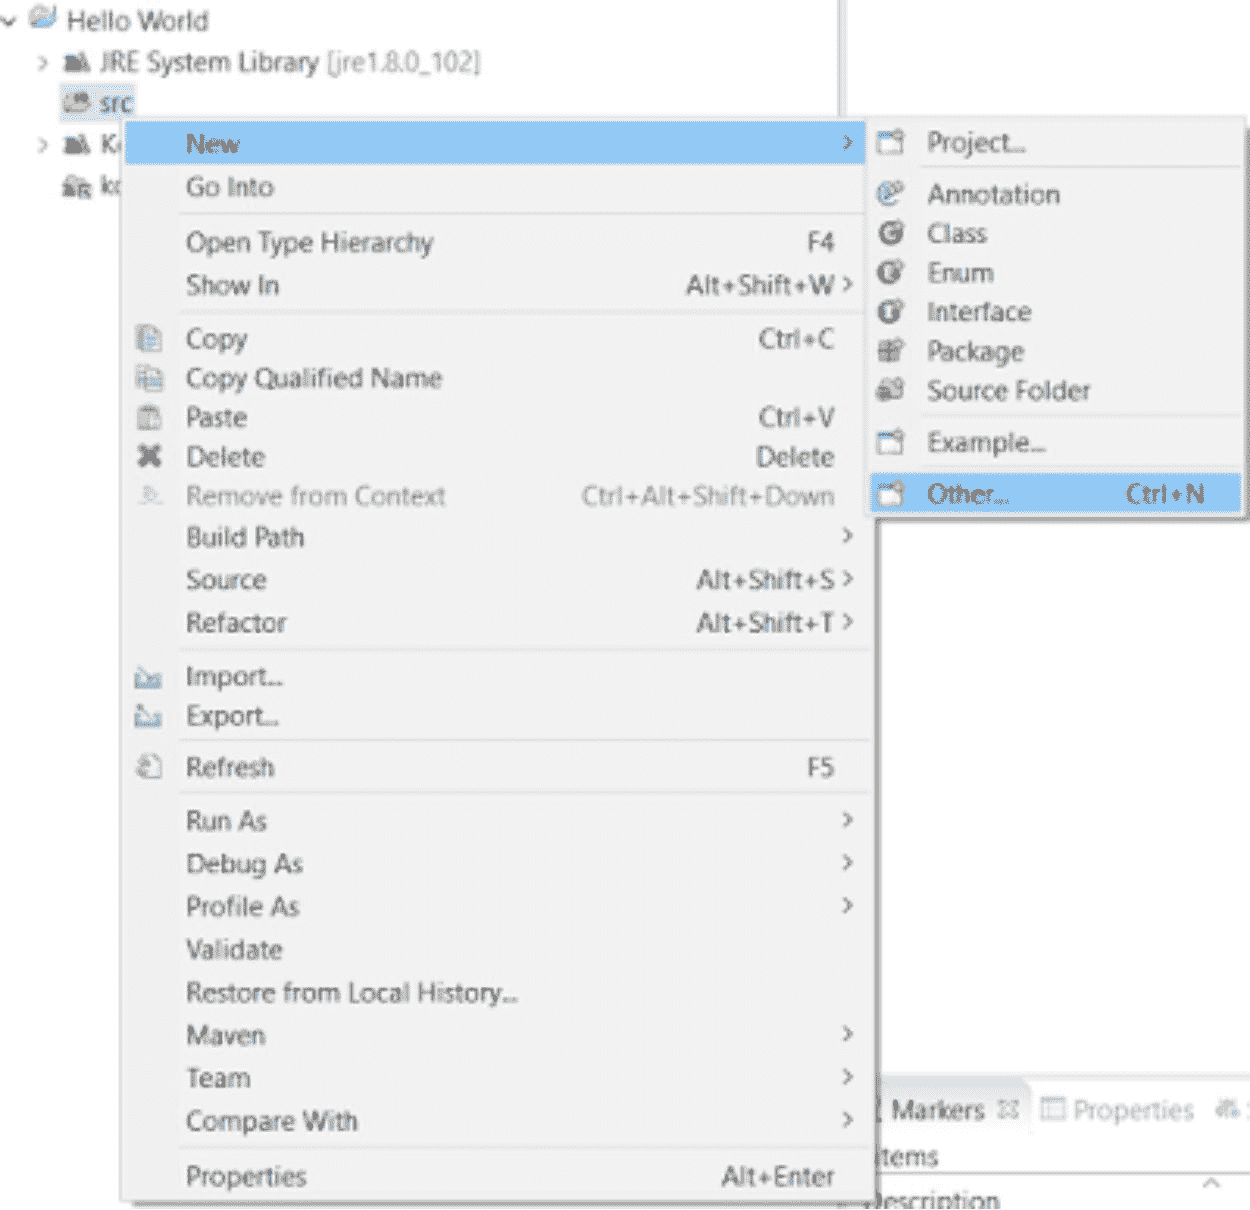 Hello World
JRE System Library [jre1.8.0_102]
src
New
Go Into
Open Type Hierarchy F4
Show In Alt+Shift+W
Copy Ctrl+C
Copy Qualified Name
Paste Ctrl+V
Delete Delete
Remove from Context Ctrl+Alt+Shift+Down
Build Path
Source Alt+Shift+S
Refactor Alt+Shift+T
Import...
Export...
Refresh F5
Run As
Debug As
Profile As
Validate
Restore from Local History...
Maven
Team
Compare With
Properties Alt+Enter
Project...
Annotation
Class
Enum
Interface
Package
Source Folder
Example...
Other... Ctrl+N
Markers Properties
items
Description